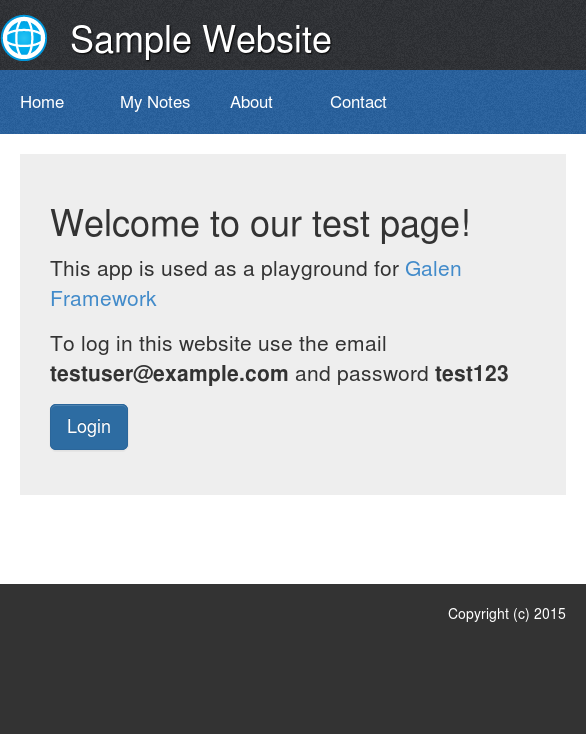 Sample Website
Home My Notes About Contact
Welcome to our test page!
This app is used as a playground for Galen
Framework
To log in this website use the email
testuser@example.com and password test123
Login
Copyright (c) 2015